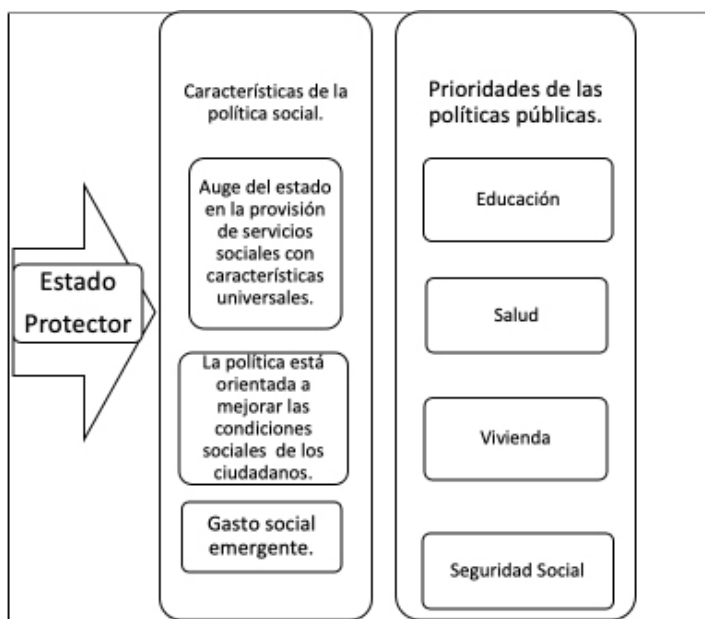 Estado
Protector
Características de la
política social.
Auge del estado
en la provisión
de servicios
sociales con
características
universales.
La política está
orientada a
mejorar las
condiciones
sociales de los
ciudadanos.
Gasto social
emergente.
Prioridades de las
políticas públicas.
Educación
Salud
Vivienda
Seguridad Social